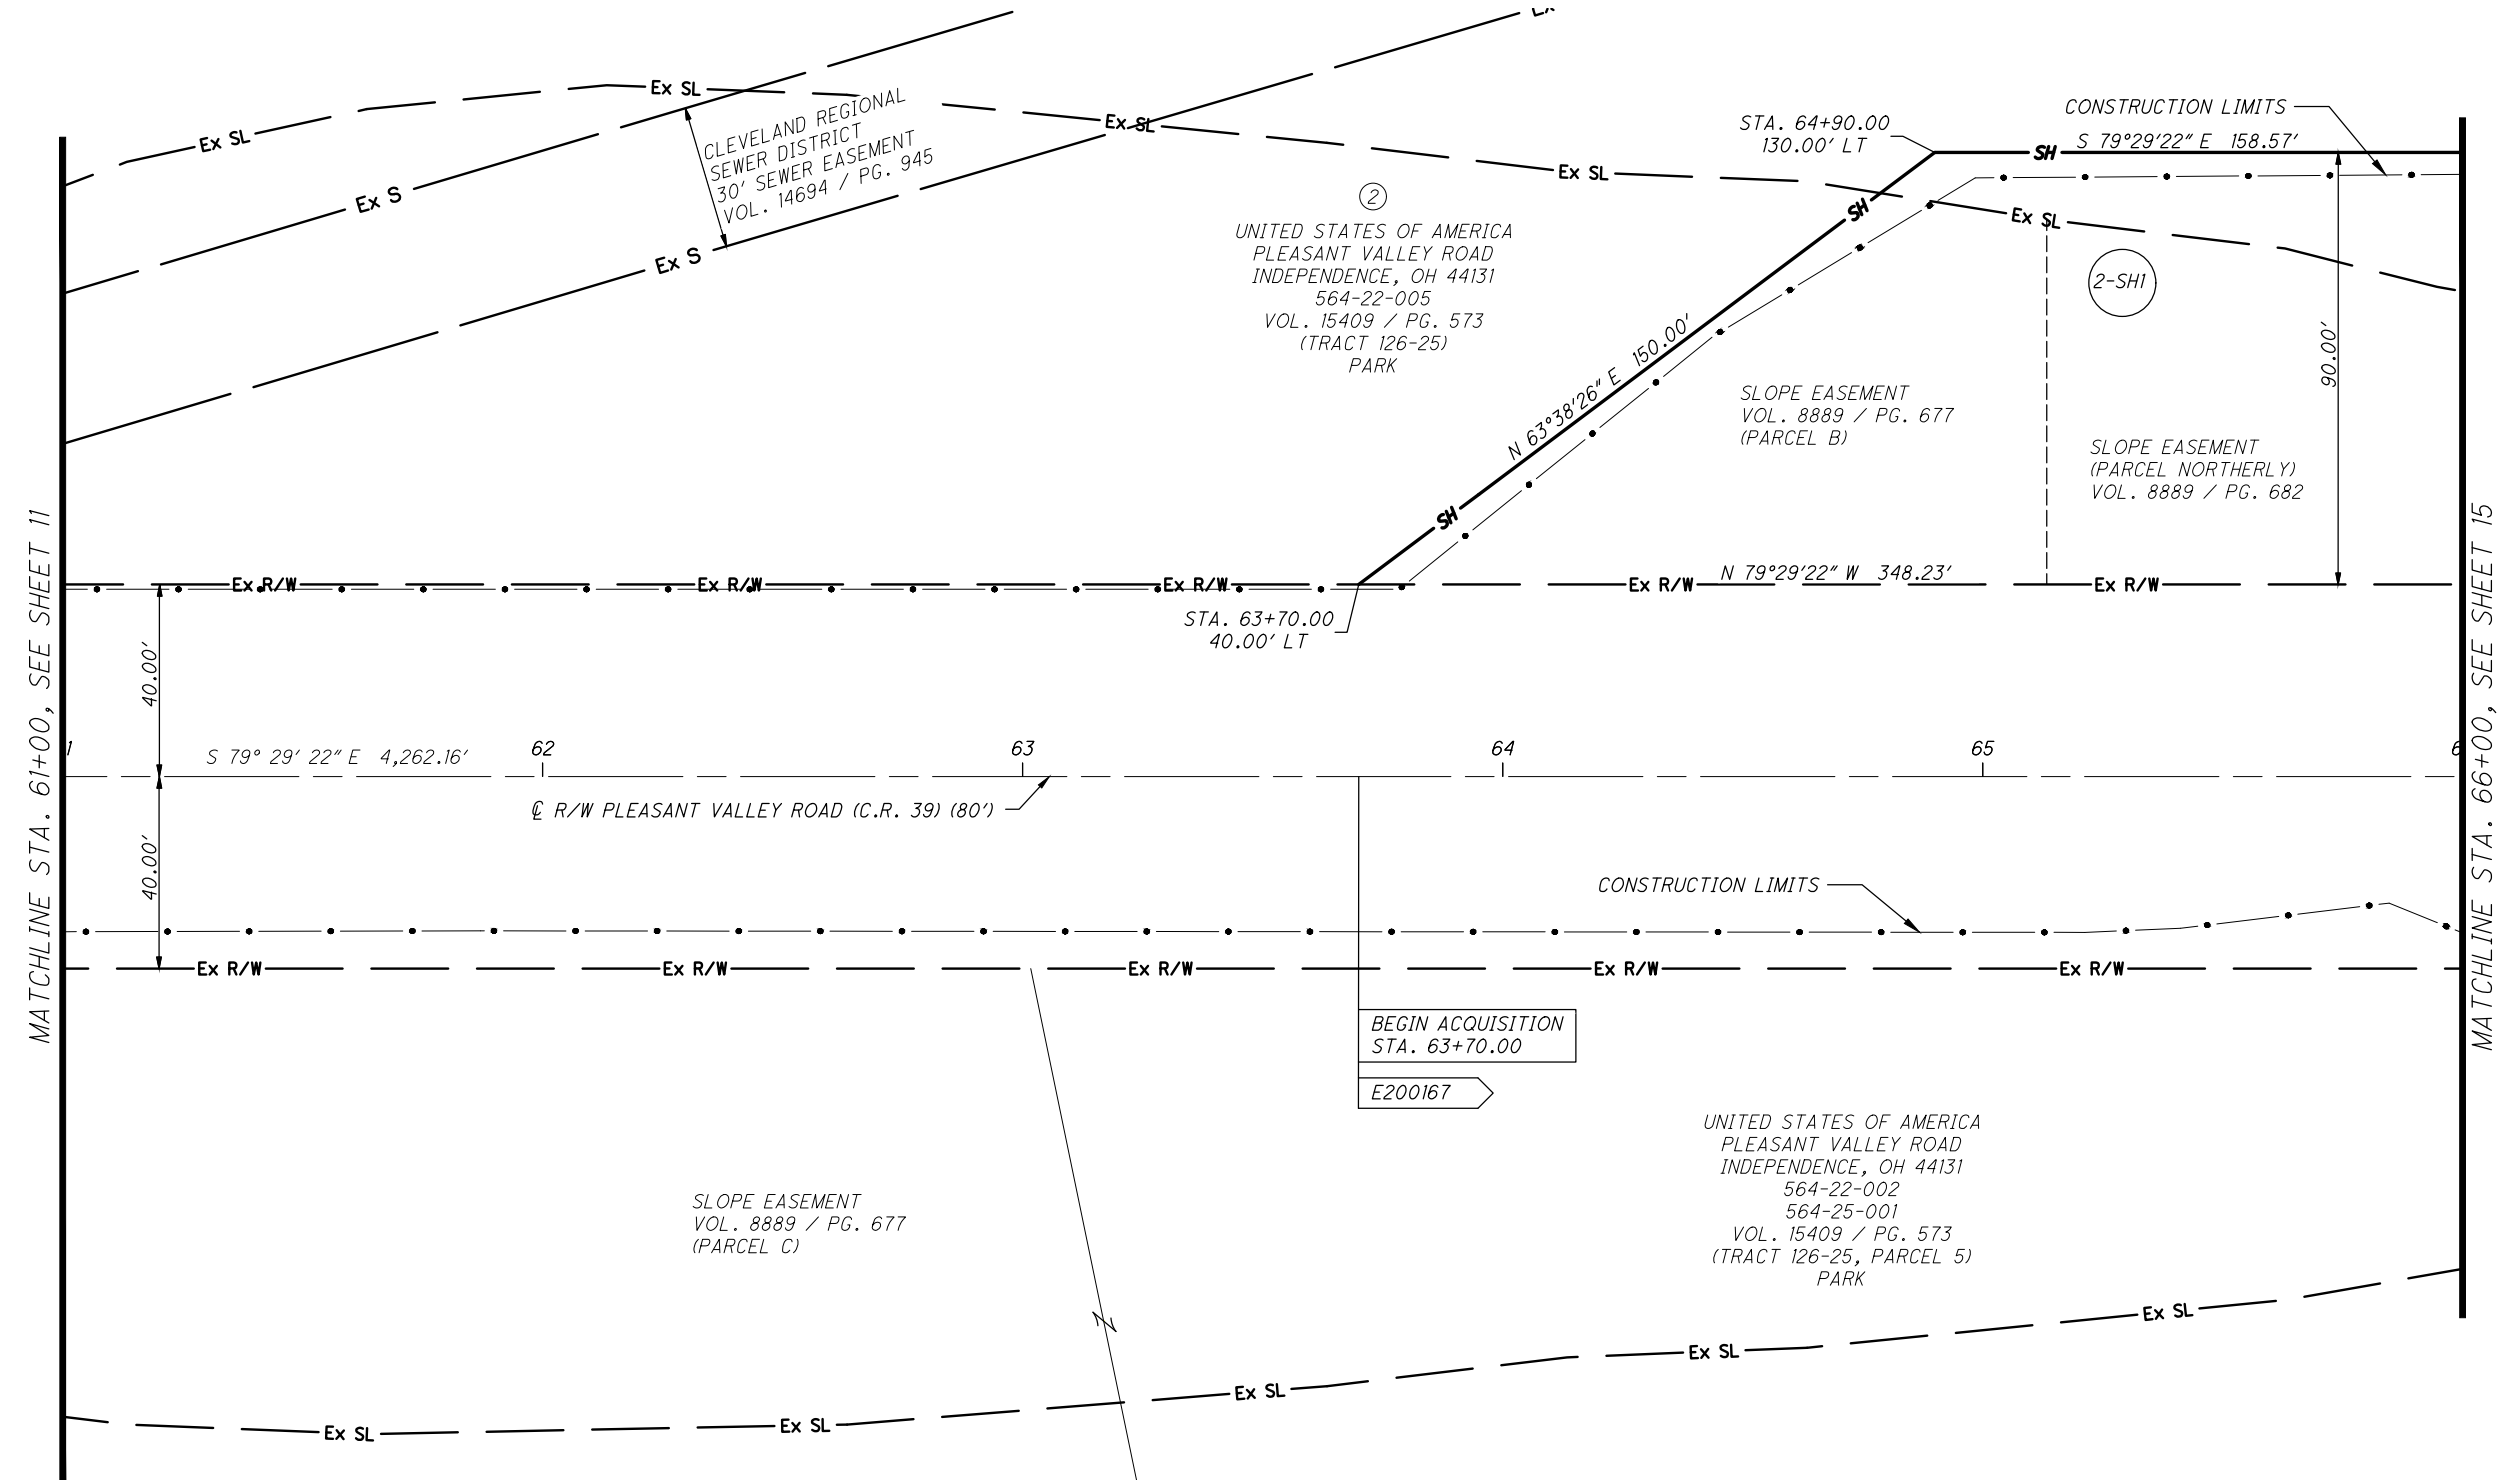 Ex SL
Ex SL
Ex SL
Ex SL
Ex SL
Ex S
Ex S
CLEVELAND REGIONAL
SEWER DISTRICT
30' SEWER EASEMENT
VOL. 14694 / PG. 945
2
UNITED STATES OF AMERICA
PLEASANT VALLEY ROAD
INDEPENDENCE, OH 44131
564-22-005
VOL. 15409 / PG. 573
(TRACT 126-25)
PARK
STA. 64+90.00
130.00' LT
CONSTRUCTION LIMITS
S 79°29'22" E 158.57'
SH
SH
SH
N 63°38'26" E 150.00'
2-SH1
90.00'
SLOPE EASEMENT
VOL. 8889 / PG. 677
(PARCEL B)
SLOPE EASEMENT
(PARCEL NORTHERLY)
VOL. 8889 / PG. 682
MATCHLINE STA. 61+00, SEE SHEET 11
MATCHLINE STA. 66+00, SEE SHEET 15
Ex R/W
Ex R/W
Ex R/W
Ex R/W
Ex R/W
N 79°29'22" W 348.23'
STA. 63+70.00
40.00' LT
40.00'
S 79° 29' 22" E 4,262.16'
62
63
64
65
℄ R/W PLEASANT VALLEY ROAD (C.R. 39) (80')
40.00'
CONSTRUCTION LIMITS
Ex R/W
Ex R/W
Ex R/W
Ex R/W
Ex R/W
BEGIN ACQUISITION
STA. 63+70.00
E200167
UNITED STATES OF AMERICA
PLEASANT VALLEY ROAD
INDEPENDENCE, OH 44131
564-22-002
564-25-001
VOL. 15409 / PG. 573
(TRACT 126-25, PARCEL 5)
PARK
SLOPE EASEMENT
VOL. 8889 / PG. 677
(PARCEL C)
Ex SL
Ex SL
Ex SL
Ex SL
Ex SL